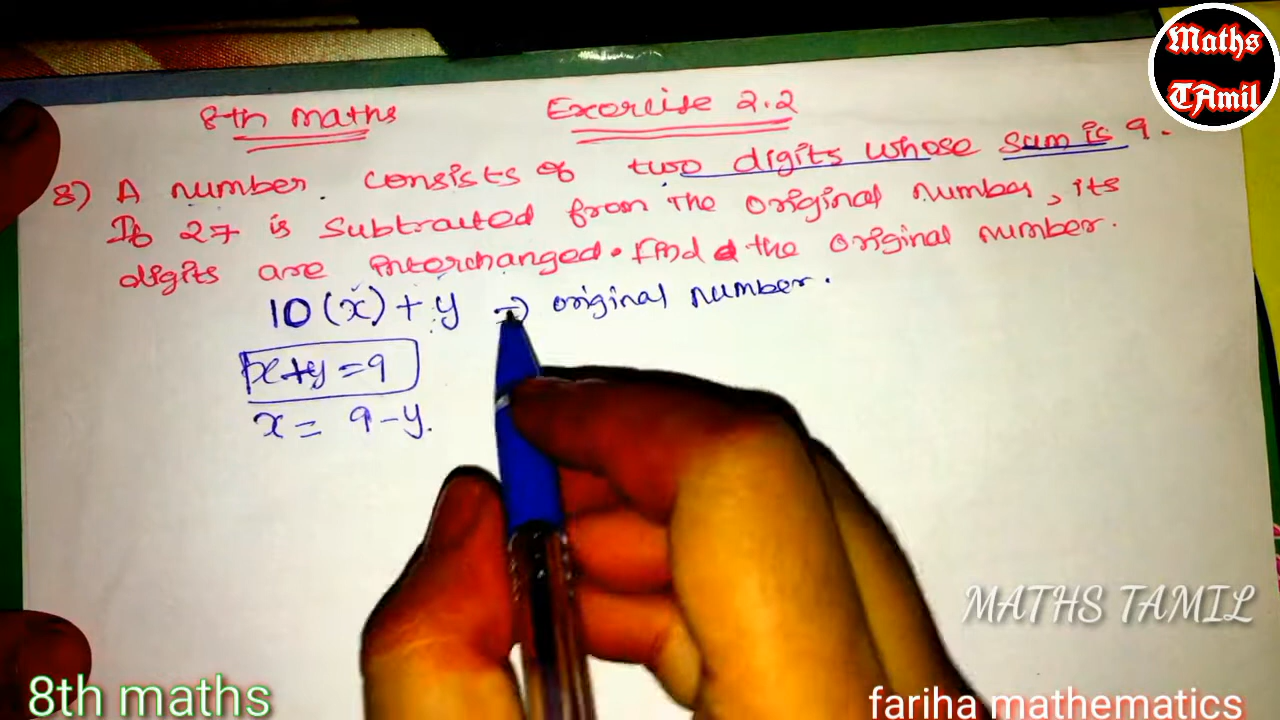 Maths
TAmil
8th maths Exercise 2.2
8) A number consists of two digits whose sum is 9.
If 27 is subtracted from The original number, its
digits are interchanged. Find the original number.
10(x) + y ⇒ original number.
x+y=9
x = 9-y.
MATHS TAMIL
8th maths
fariha mathematics